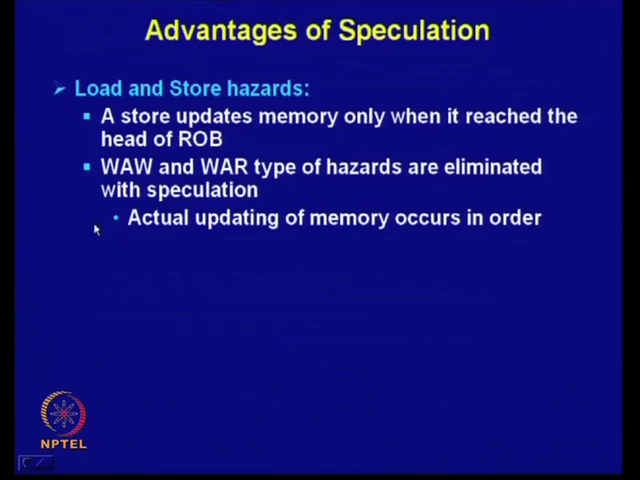 Advantages of Speculation
Load and Store hazards:
A store updates memory only when it reached the
head of ROB
WAW and WAR type of hazards are eliminated
with speculation
Actual updating of memory occurs in order
NPTEL